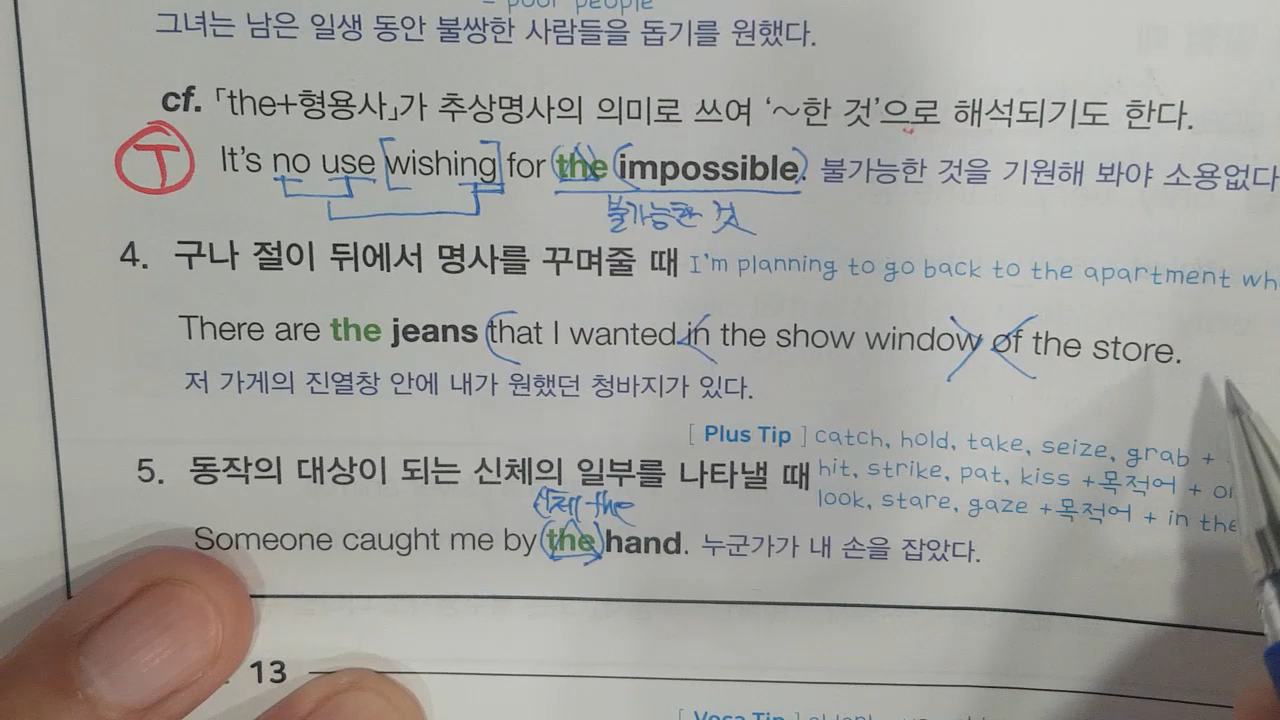 = poor people
그녀는 남은 일생 동안 불쌍한 사람들을 돕기를 원했다.
cf. 「the+형용사」가 추상명사의 의미로 쓰여 '~한 것'으로 해석되기도 한다.
T It's no use wishing for the impossible. 불가능한 것을 기원해 봐야 소용없다
불가능한 것
4. 구나 절이 뒤에서 명사를 꾸며줄 때 I'm planning to go back to the apartment
There are the jeans that I wanted in the show window of the store.
저 가게의 진열창 안에 내가 원했던 청바지가 있다.
[ Plus Tip ] catch, hold, take, seize, grab +
5. 동작의 대상이 되는 신체의 일부를 나타낼 때 hit, strike, pat, kiss +목적어 +
look, stare, gaze +목적어 + in the
신체 the
Someone caught me by the hand. 누군가가 내 손을 잡았다.
13
[ Voca Tip ]